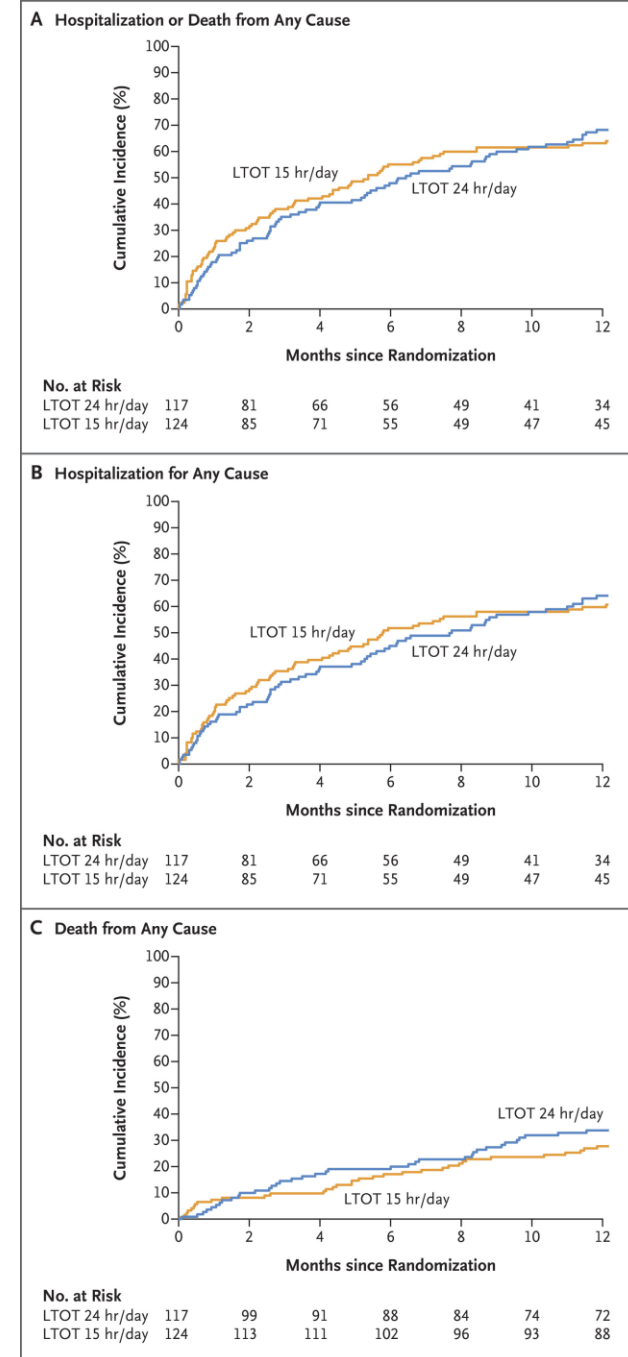 A Hospitalization or Death from Any Cause
100
90
80
70
60
50
40
30
20
10
0
Cumulative Incidence (%)
LTOT 15 hr/day
LTOT 24 hr/day
0 2 4 6 8 10 12
Months since Randomization
No. at Risk
LTOT 24 hr/day 117 81 66 56 49 41 34
LTOT 15 hr/day 124 85 71 55 49 47 45
B Hospitalization for Any Cause
100
90
80
70
60
50
40
30
20
10
0
Cumulative Incidence (%)
LTOT 15 hr/day
LTOT 24 hr/day
0 2 4 6 8 10 12
Months since Randomization
No. at Risk
LTOT 24 hr/day 117 81 66 56 49 41 34
LTOT 15 hr/day 124 85 71 55 49 47 45
C Death from Any Cause
100
90
80
70
60
50
40
30
20
10
0
Cumulative Incidence (%)
LTOT 24 hr/day
LTOT 15 hr/day
0 2 4 6 8 10 12
Months since Randomization
No. at Risk
LTOT 24 hr/day 117 99 91 88 84 74 72
LTOT 15 hr/day 124 113 111 102 96 93 88